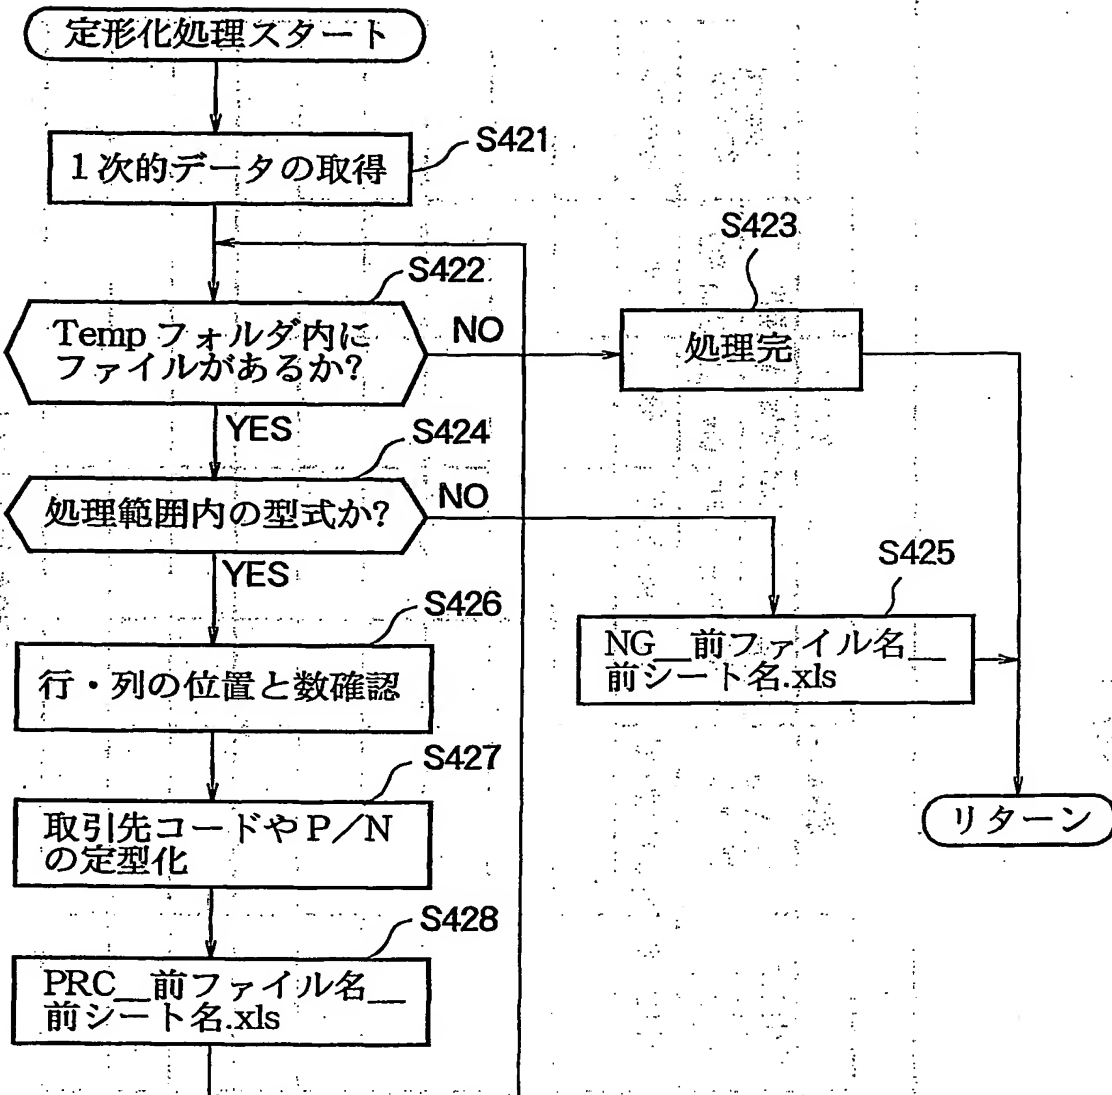 定形化処理スタート
S421
1次的データの取得
S423
S422
Temp フォルダ内に
ファイルがあるか?
NO
処理完
YES
S424
処理範囲内の型式か?
NO
S425
YES
S426
NG__前ファイル名__
前シート名.xls
行・列の位置と数確認
S427
取引先コードやP/N
の定型化
リターン
S428
PRC__前ファイル名__
前シート名.xls